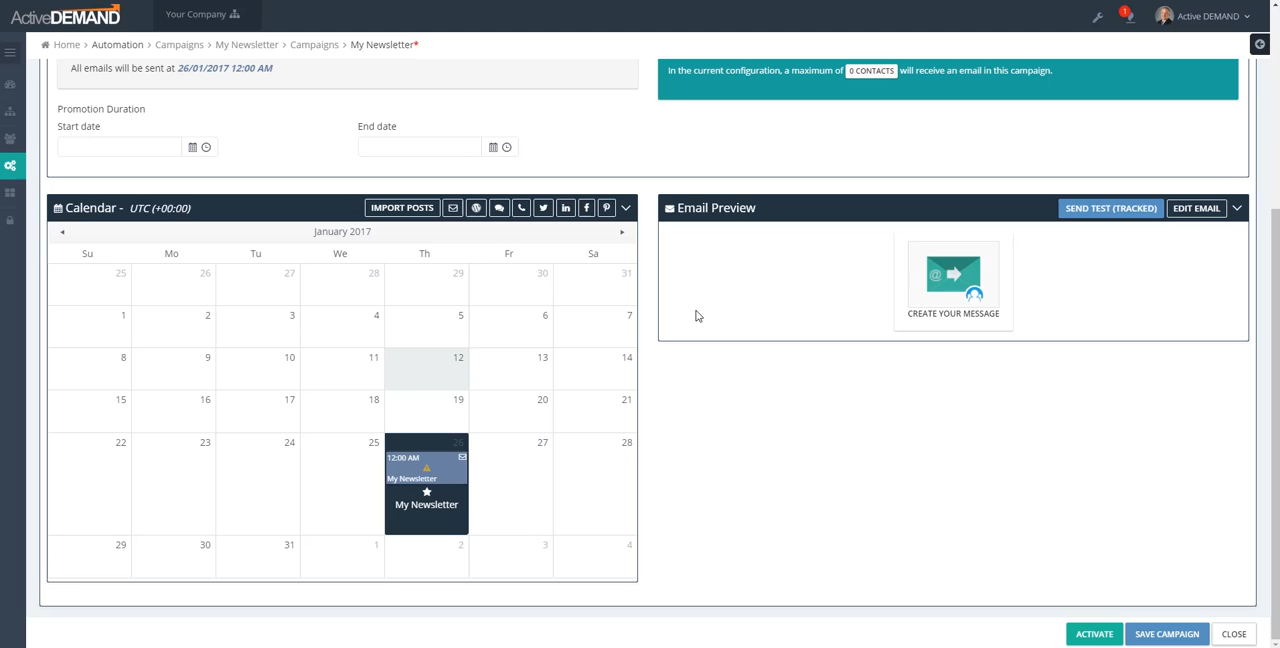 ActiveDEMAND
Your Company
1
Active DEMAND
Home > Automation > Campaigns > My Newsletter > Campaigns > My Newsletter*
All emails will be sent at 26/01/2017 12:00 AM
In the current configuration, a maximum of 0 CONTACTS will receive an email in this campaign.
Promotion Duration
Start date End date
Calendar - UTC (+00:00) IMPORT POSTS
Email Preview SEND TEST (TRACKED) EDIT EMAIL
January 2017
Su Mo Tu We Th Fr Sa
25 26 27 28 29 30 31
1 2 3 4 5 6 7
8 9 10 11 12 13 14
15 16 17 18 19 20 21
22 23 24 25 26 27 28
12:00 AM
My Newsletter
My Newsletter
29 30 31 1 2 3 4
@
CREATE YOUR MESSAGE
ACTIVATE SAVE CAMPAIGN CLOSE